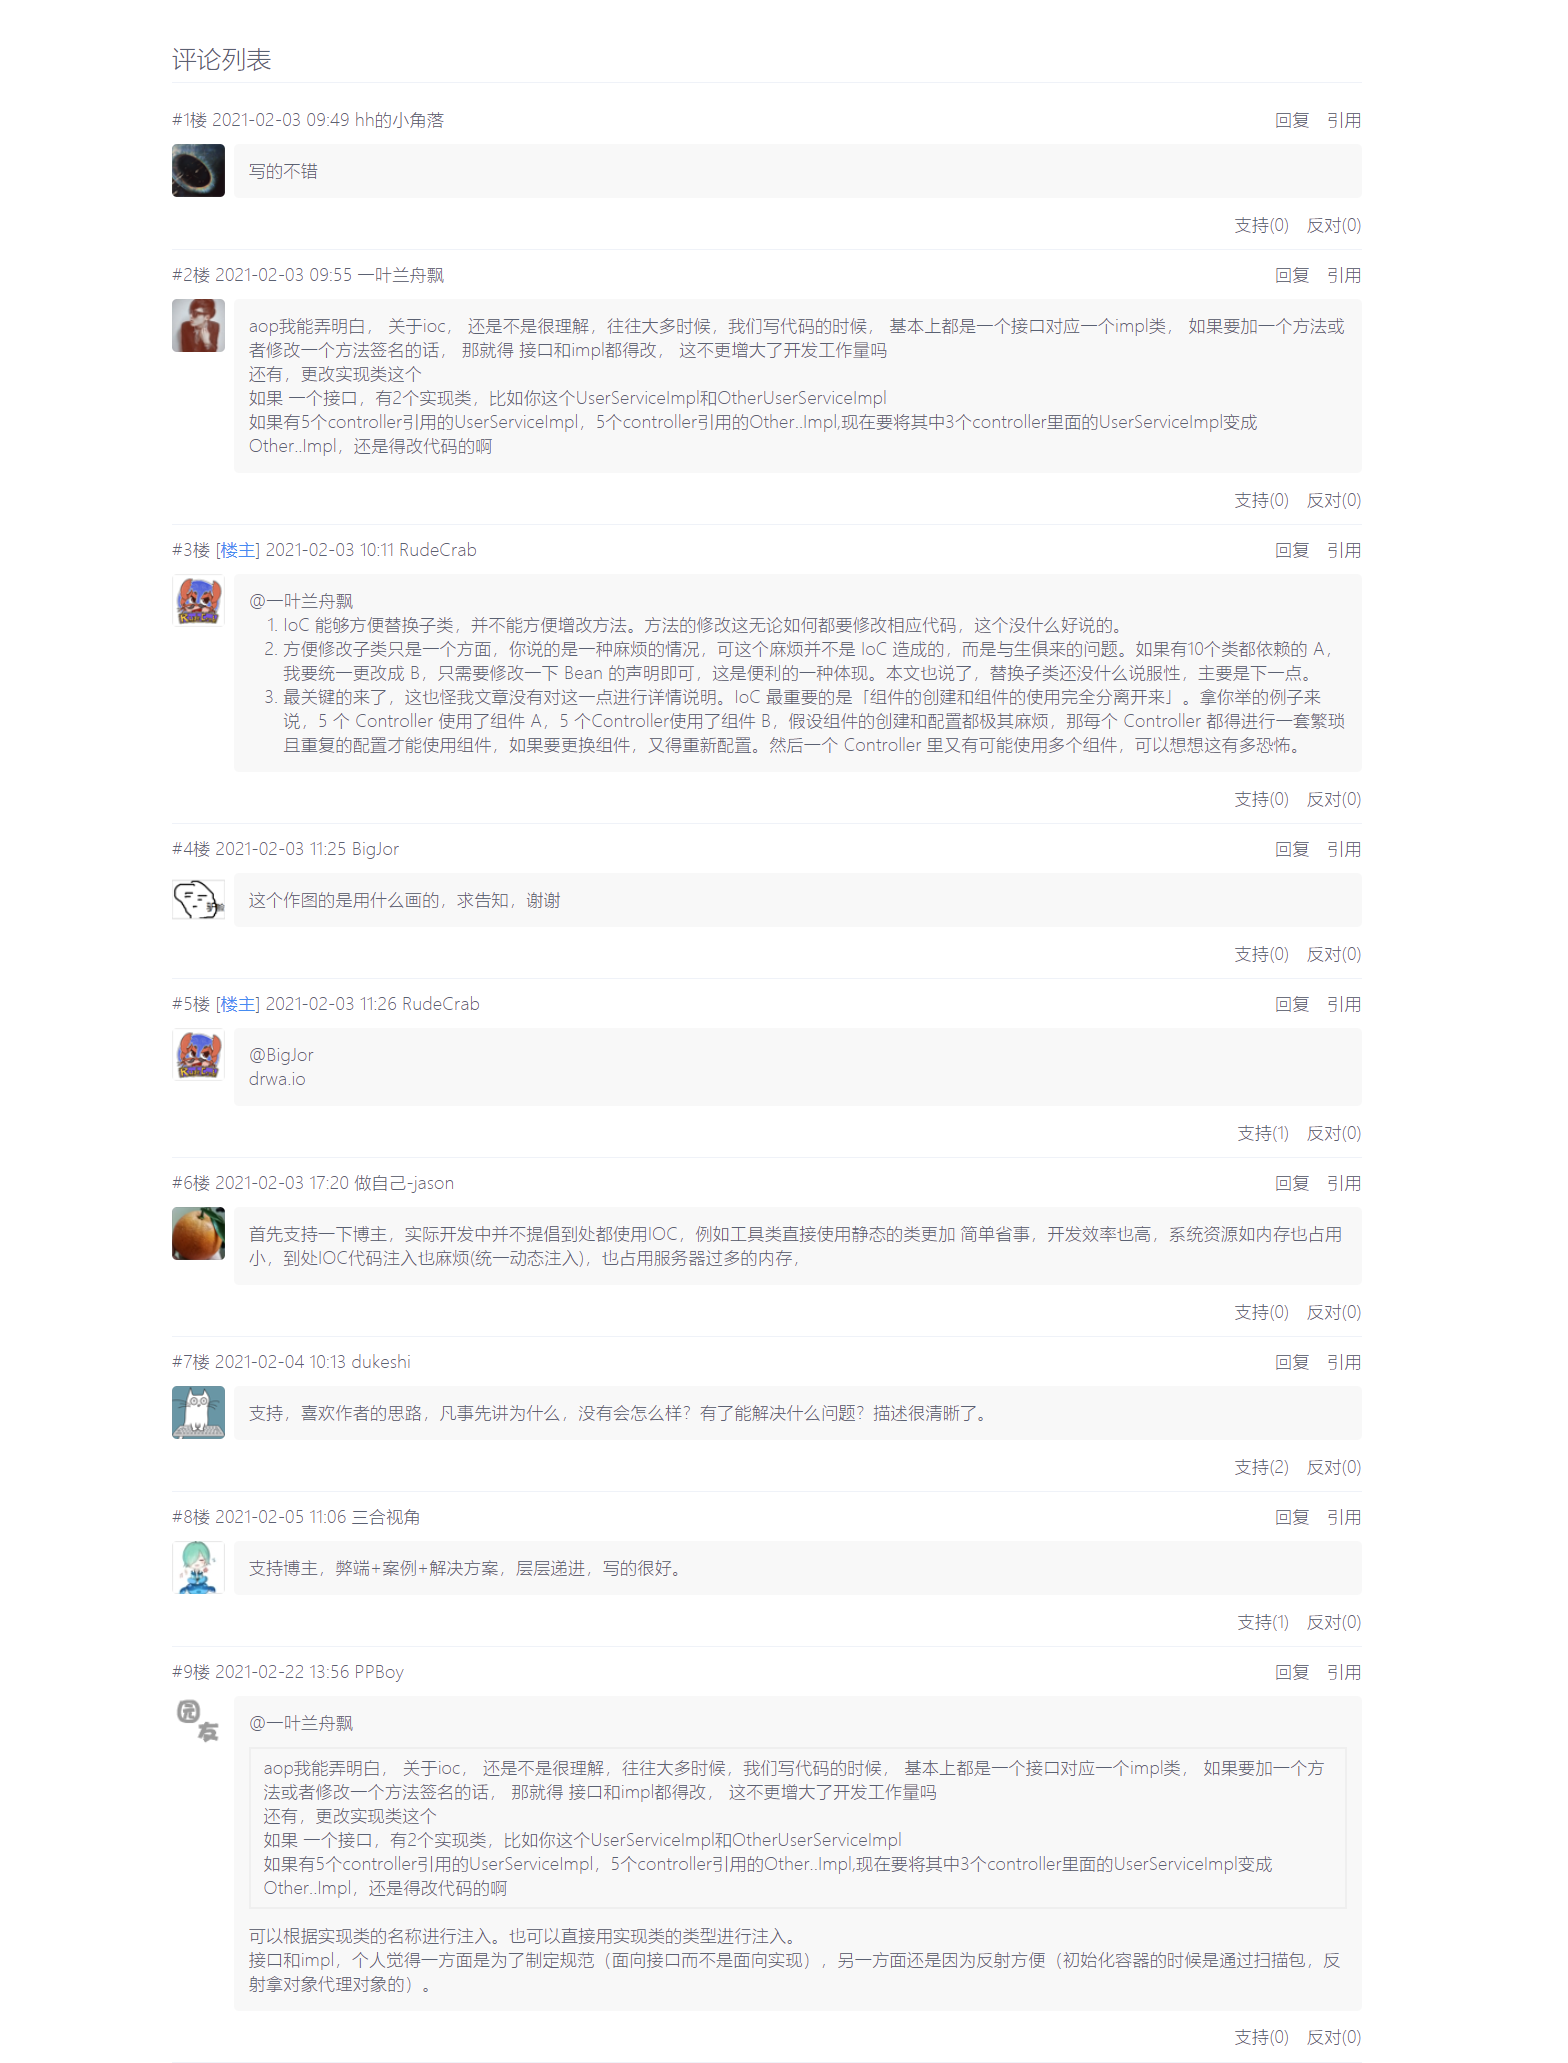 评论列表
#1楼 2021-02-03 09:49 hh的小角落
回复 引用
写的不错
支持(0) 反对(0)
#2楼 2021-02-03 09:55 一叶兰舟飘
回复 引用
aop我能弄明白， 关于ioc， 还是不是很理解，往往大多时候，我们写代码的时候， 基本上都是一个接口对应一个impl类， 如果要加一个方法或
者修改一个方法签名的话， 那就得 接口和impl都得改， 这不更增大了开发工作量吗
还有，更改实现类这个
如果 一个接口，有2个实现类，比如你这个UserServiceImpl和OtherUserServiceImpl
如果有5个controller引用的UserServiceImpl，5个controller引用的Other..Impl,现在要将其中3个controller里面的UserServiceImpl变成
Other..Impl，还是得改代码的啊
支持(0) 反对(0)
#3楼 [楼主] 2021-02-03 10:11 RudeCrab
回复 引用
@一叶兰舟飘
1. IoC 能够方便替换子类，并不能方便增改方法。方法的修改这无论如何都要修改相应代码，这个没什么好说的。
2. 方便修改子类只是一个方面，你说的是一种麻烦的情况，可这个麻烦并不是 IoC 造成的，而是与生俱来的问题。如果有10个类都依赖的 A，
我要统一更改成 B，只需要修改一下 Bean 的声明即可，这是便利的一种体现。本文也说了，替换子类还没什么说服性，主要是下一点。
3. 最关键的来了，这也怪我文章没有对这一点进行详情说明。IoC 最重要的是「组件的创建和组件的使用完全分离开来」。拿你举的例子来
说，5 个 Controller 使用了组件 A，5 个Controller使用了组件 B，假设组件的创建和配置都极其麻烦，那每个 Controller 都得进行一套繁琐
且重复的配置才能使用组件，如果要更换组件，又得重新配置。然后一个 Controller 里又有可能使用多个组件，可以想想这有多恐怖。
支持(0) 反对(0)
#4楼 2021-02-03 11:25 BigJor
回复 引用
这个作图的是用什么画的，求告知，谢谢
支持(0) 反对(0)
#5楼 [楼主] 2021-02-03 11:26 RudeCrab
回复 引用
@BigJor
drwa.io
支持(1) 反对(0)
#6楼 2021-02-03 17:20 做自己-jason
回复 引用
首先支持一下博主，实际开发中并不提倡到处都使用IOC，例如工具类直接使用静态的类更加 简单省事，开发效率也高，系统资源如内存也占用
小，到处IOC代码注入也麻烦(统一动态注入)，也占用服务器过多的内存，
支持(0) 反对(0)
#7楼 2021-02-04 10:13 dukeshi
回复 引用
支持，喜欢作者的思路，凡事先讲为什么，没有会怎么样？有了能解决什么问题？描述很清晰了。
支持(2) 反对(0)
#8楼 2021-02-05 11:06 三合视角
回复 引用
支持博主，弊端+案例+解决方案，层层递进，写的很好。
支持(1) 反对(0)
#9楼 2021-02-22 13:56 PPBoy
回复 引用
园
友
@一叶兰舟飘
aop我能弄明白， 关于ioc， 还是不是很理解，往往大多时候，我们写代码的时候， 基本上都是一个接口对应一个impl类， 如果要加一个方
法或者修改一个方法签名的话， 那就得 接口和impl都得改， 这不更增大了开发工作量吗
还有，更改实现类这个
如果 一个接口，有2个实现类，比如你这个UserServiceImpl和OtherUserServiceImpl
如果有5个controller引用的UserServiceImpl，5个controller引用的Other..Impl,现在要将其中3个controller里面的UserServiceImpl变成
Other..Impl，还是得改代码的啊
可以根据实现类的名称进行注入。也可以直接用实现类的类型进行注入。
接口和impl，个人觉得一方面是为了制定规范（面向接口而不是面向实现），另一方面还是因为反射方便（初始化容器的时候是通过扫描包，反
射拿对象代理对象的）。
支持(0) 反对(0)